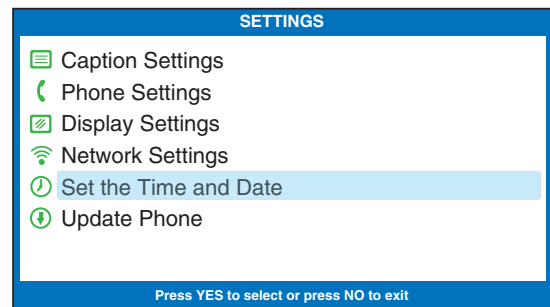 SETTINGS
Caption Settings
Phone Settings
Display Settings
Network Settings
Set the Time and Date
Update Phone
Press YES to select or press NO to exit